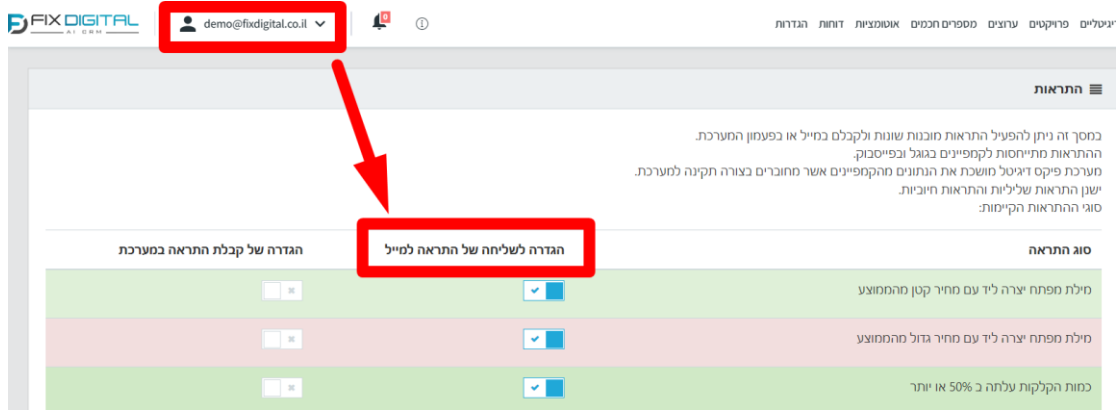 FIX DIGITAL
AI CRM
demo@fixdigital.co.il
0
פרויקטים ערוצים מספרים חכמים אוטומציות דוחות הגדרות
התראות
במסך זה ניתן להפעיל התראות מובנות שונות ולקבלם במייל או בפעמון המערכת.
ההתראות מתייחסות לקמפיינים בגוגל ובפייסבוק.
מערכת פיקס דיגיטל מושכת את הנתונים מהקמפיינים אשר מחוברים בצורה תקינה למערכת.
ישנן התראות שליליות והתראות חיוביות.
סוגי ההתראות הקיימות:
סוג התראה הגדרה לשליחה של התראה למייל הגדרה של קבלת התראה במערכת
מילת מפתח יצרה ליד עם מחיר קטן מהממוצע
מילת מפתח יצרה ליד עם מחיר גדול מהממוצע
כמות הקלקות עלתה ב 50% או יותר